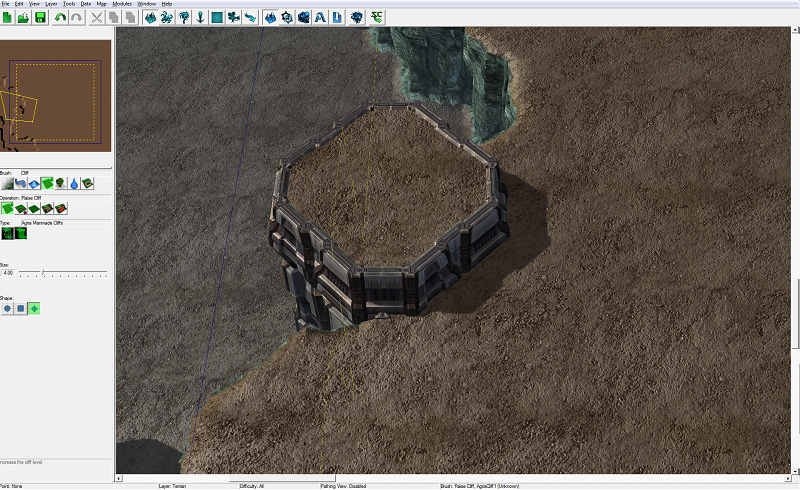 File Edit View Layer Tools Data Map Modules Window Help
Brush: Cliff
Operation: Raise Cliff
Type: Agria Manmade Cliffs
Size:
4.00
Shape:
ncrease the cliff level.
Point: None Layer: Terrain Difficulty: All Pathing View: Disabled Brush: Raise Cliff, AgriaCliff1 (Unknown)